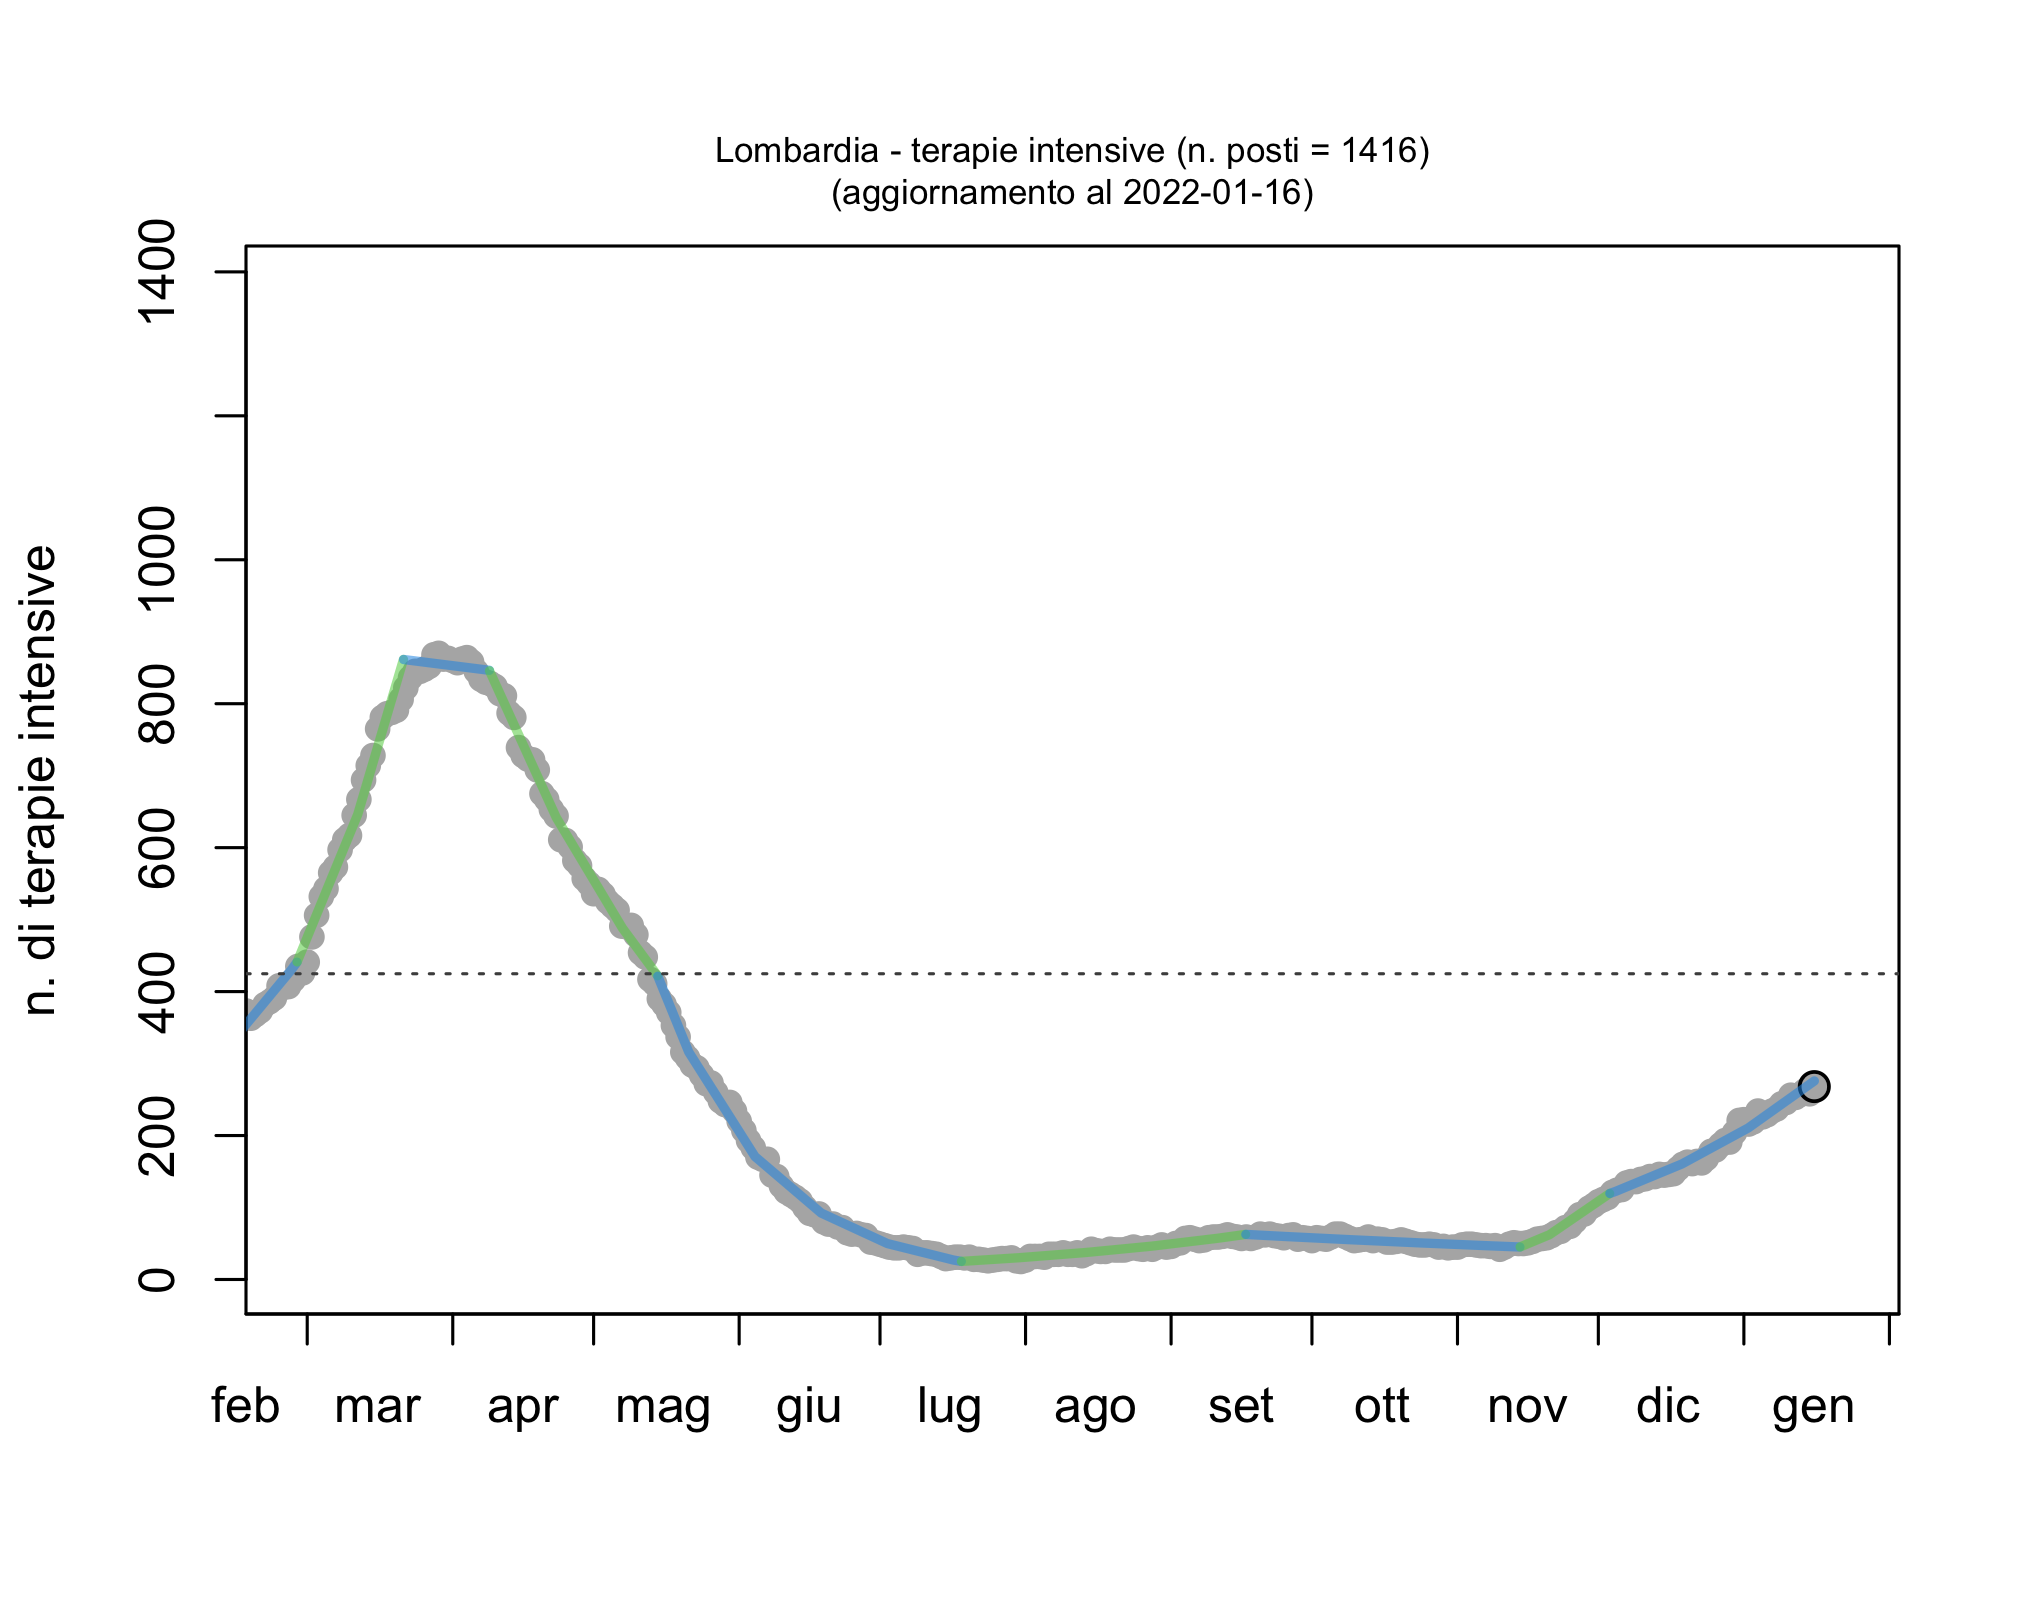 Lombardia - terapie intensive (n. posti = 1416)
(aggiornamento al 2022-01-16)
n. di terapie intensive
1400
1000
800
600
400
200
0
feb mar apr mag giu lug ago set ott nov dic gen